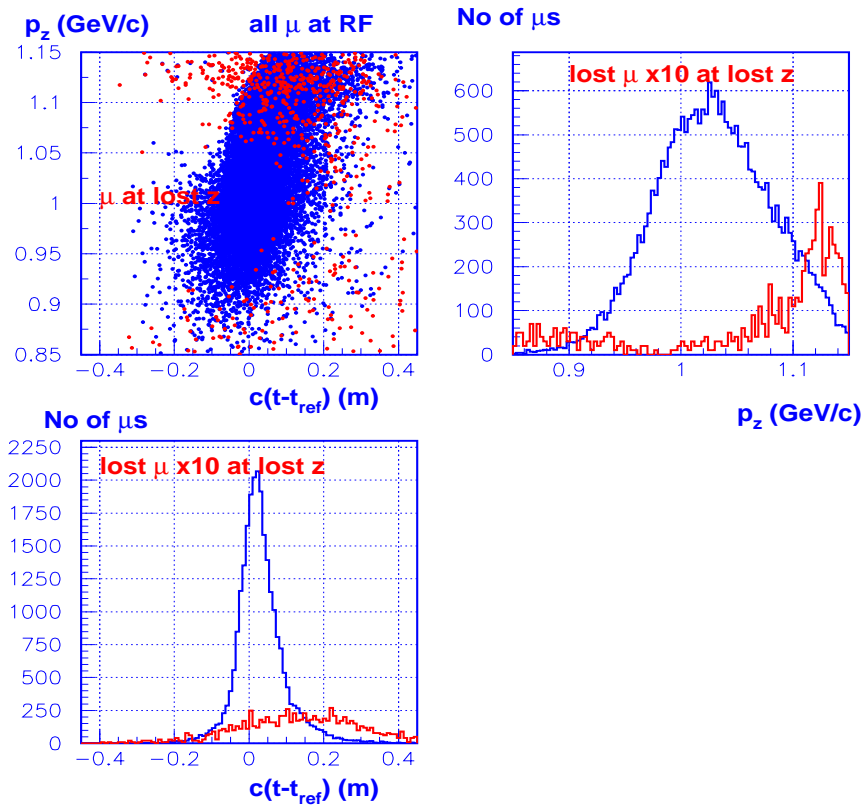 p_z (GeV/c)
all μ at RF
1.15
1.1
1.05
μ at lost z
1
0.95
0.9
0.85
−0.4 −0.2 0 0.2 0.4
c(t-t_ref) (m)
No of μs
lost μ x10 at lost z
600
500
400
300
200
100
0
0.9 1 1.1
p_z (GeV/c)
No of μs
2250
lost μ x10 at lost z
2000
1750
1500
1250
1000
750
500
250
0
−0.4 −0.2 0 0.2 0.4
c(t-t_ref) (m)